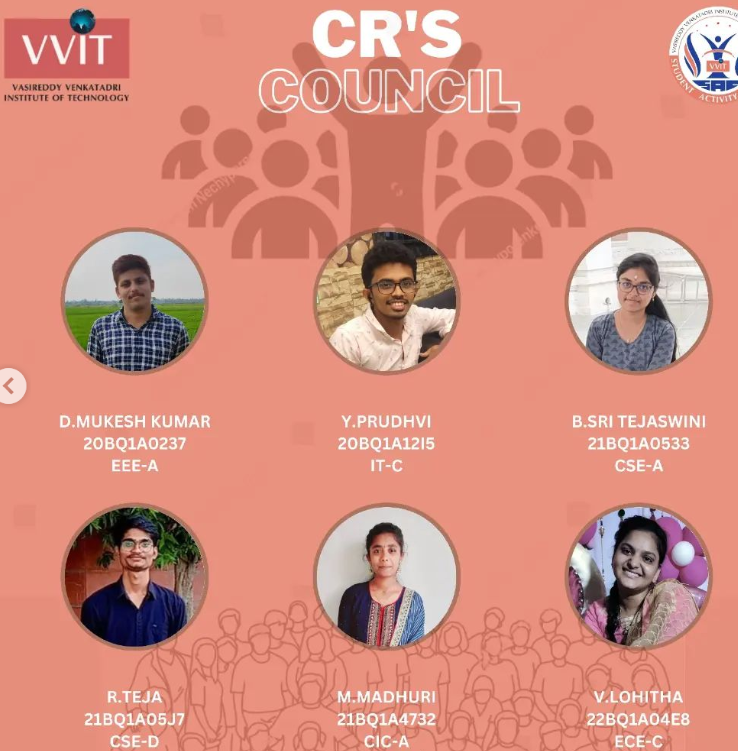 VVIT
VASIREDDY VENKATADRI
INSTITUTE OF TECHNOLOGY
CR'S
COUNCIL
VVIT
STUDENT
ACTIVITY
D.MUKESH KUMAR
20BQ1A0237
EEE-A
Y.PRUDHVI
20BQ1A12I5
IT-C
B.SRI TEJASWINI
21BQ1A0533
CSE-A
R.TEJA
21BQ1A05J7
CSE-D
M.MADHURI
21BQ1A4732
CIC-A
V.LOHITHA
22BQ1A04E8
ECE-C